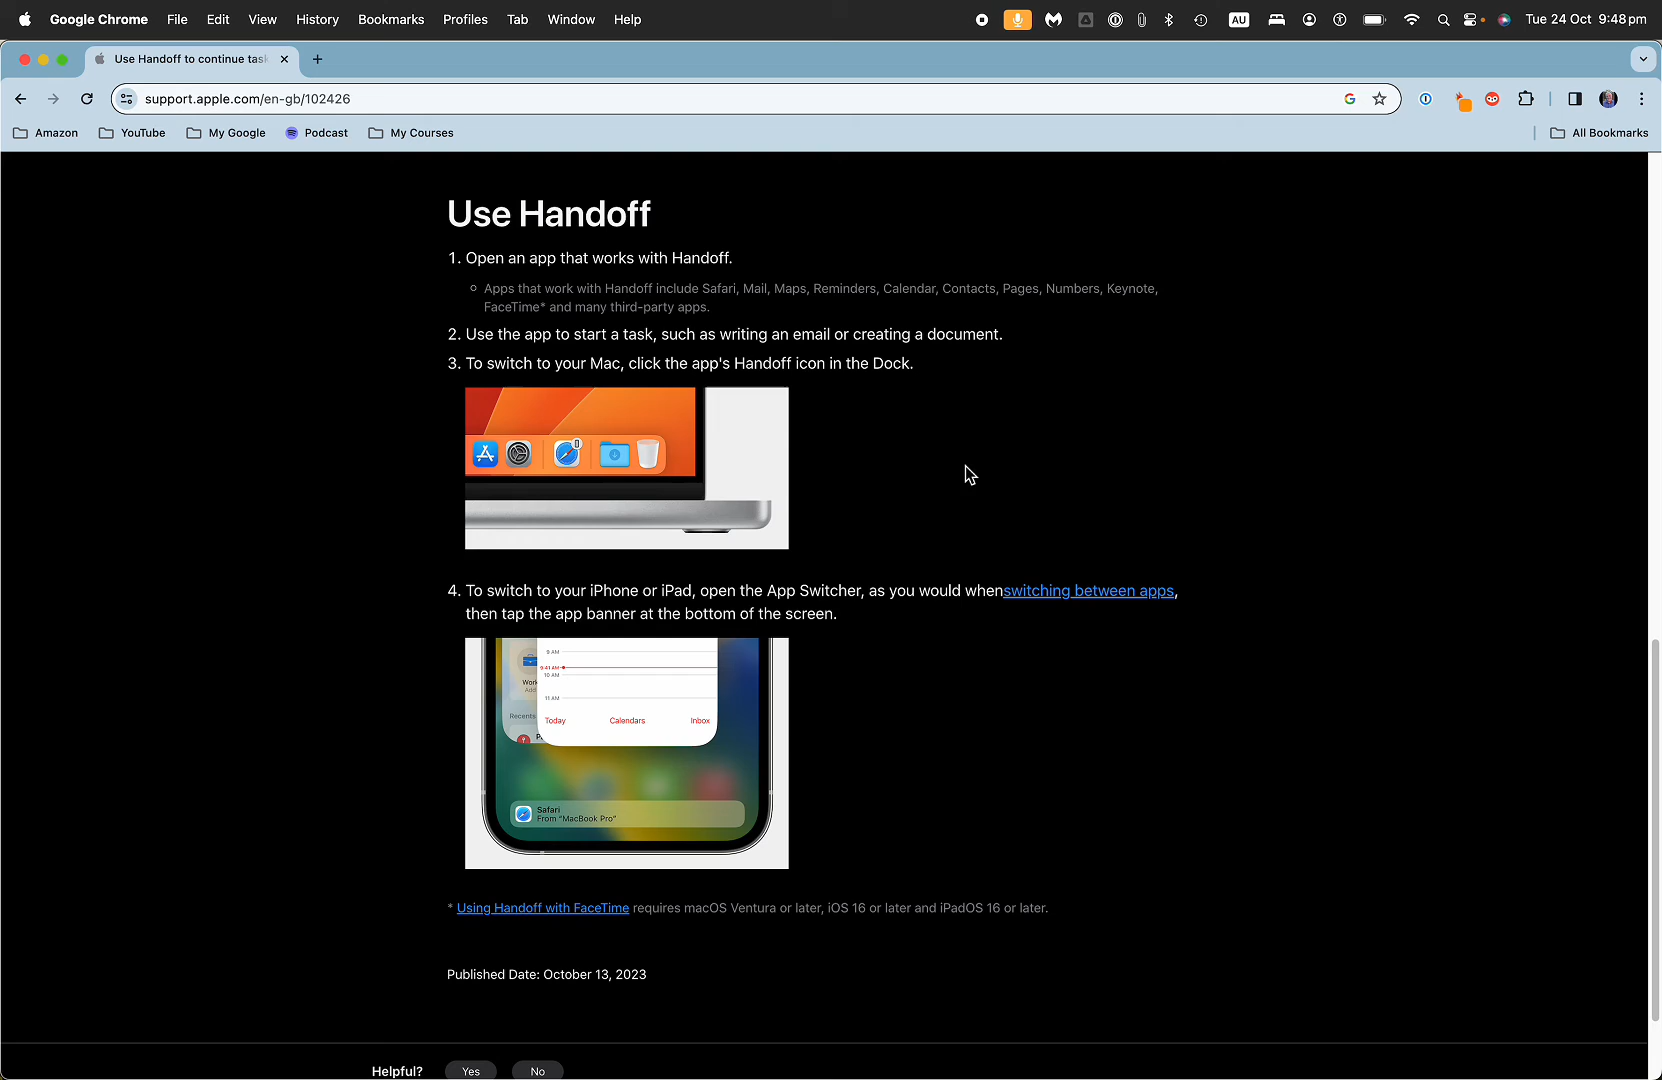 Google Chrome File Edit View History Bookmarks Profiles Tab Window Help AU Tue 24 Oct 9:48 pm
Use Handoff to continue task
support.apple.com/en-gb/102426
Amazon YouTube My Google Podcast My Courses All Bookmarks
Use Handoff
1. Open an app that works with Handoff.
Apps that work with Handoff include Safari, Mail, Maps, Reminders, Calendar, Contacts, Pages, Numbers, Keynote,
FaceTime* and many third-party apps.
2. Use the app to start a task, such as writing an email or creating a document.
3. To switch to your Mac, click the app's Handoff icon in the Dock.
4. To switch to your iPhone or iPad, open the App Switcher, as you would whenswitching between apps,
then tap the app banner at the bottom of the screen.
9 AM
9:41 AM
10 AM
Work
Add
11 AM
Recents
Today Calendars Inbox
Safari
From "MacBook Pro"
* Using Handoff with FaceTime requires macOS Ventura or later, iOS 16 or later and iPadOS 16 or later.
Published Date: October 13, 2023
Helpful? Yes No